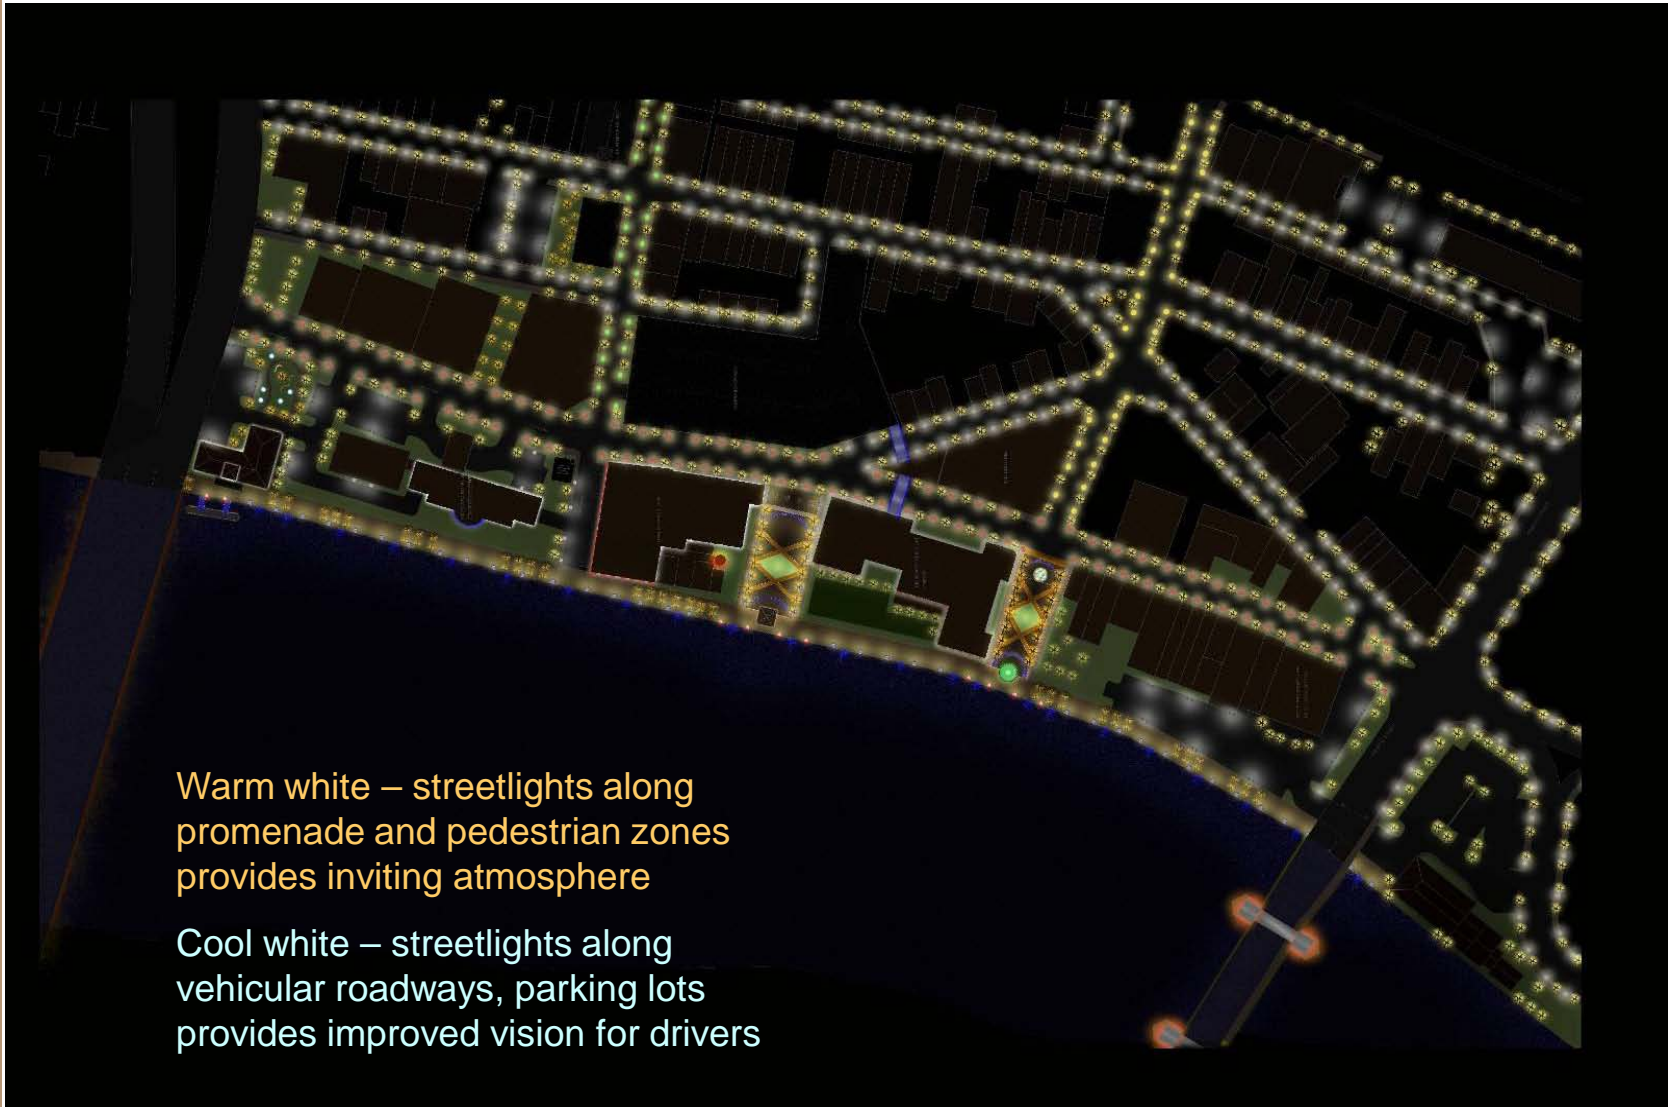 Warm white – streetlights along
promenade and pedestrian zones
provides inviting atmosphere
Cool white – streetlights along
vehicular roadways, parking lots
provides improved vision for drivers